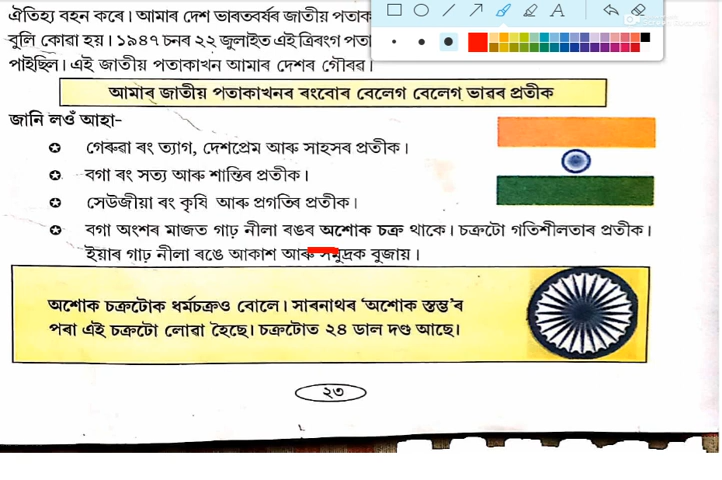 ঐতিহ্য বহন কৰে। আমাৰ দেশ ভাৰতবৰ্ষৰ জাতীয় পতাক
বুলি কোৱা হয়। ১৯৪৭ চনৰ ২২ জুলাইত এই ত্ৰিৰংগ পতা
পাইছিল। এই জাতীয় পতাকাখন আমাৰ দেশৰ গৌৰৱ।
আমাৰ জাতীয় পতাকাখনৰ ৰংবোৰ বেলেগ বেলেগ ভাৱৰ প্ৰতীক
জানি লওঁ আহা-
গেৰুৱা ৰং ত্যাগ, দেশপ্ৰেম আৰু সাহসৰ প্ৰতীক।
বগা ৰং সত্য আৰু শান্তিৰ প্ৰতীক।
সেউজীয়া ৰং কৃষি আৰু প্ৰগতিৰ প্ৰতীক।
বগা অংশৰ মাজত গাঢ় নীলা ৰঙৰ অশোক চক্ৰ থাকে। চক্ৰটো গতিশীলতাৰ প্ৰতীক।
ইয়াৰ গাঢ় নীলা ৰঙে আকাশ আৰু সমুদ্ৰক বুজায়।
অশোক চক্ৰটোক ধৰ্মচক্ৰও বোলে। সাৰনাথৰ 'অশোক স্তম্ভ'ৰ
পৰা এই চক্ৰটো লোৱা হৈছে। চক্ৰটোত ২৪ ডাল দণ্ড আছে।
২৩